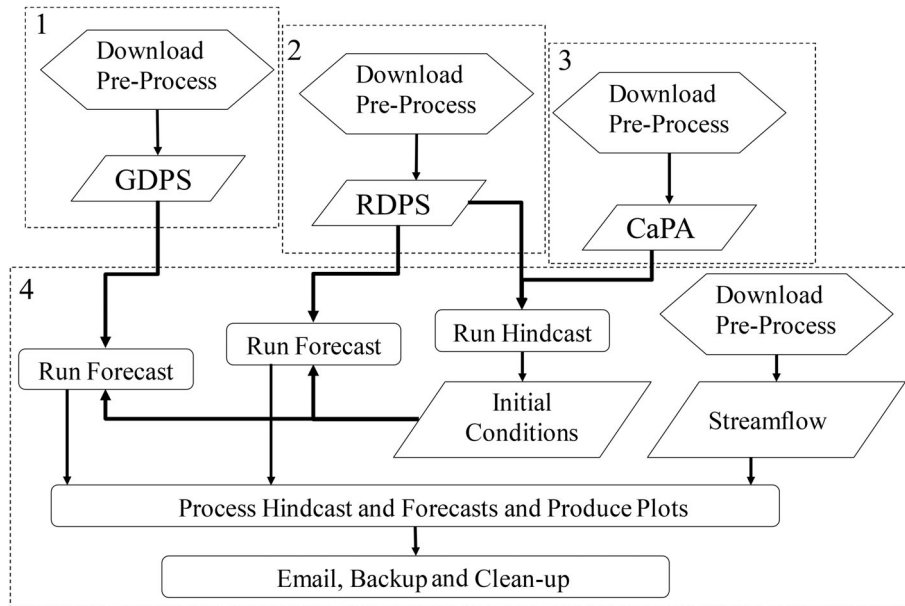 1
Download
Pre-Process
GDPS
2
Download
Pre-Process
RDPS
3
Download
Pre-Process
CaPA
4
Download
Pre-Process
Run Forecast
Run Forecast
Run Hindcast
Initial
Conditions
Streamflow
Process Hindcast and Forecasts and Produce Plots
Email, Backup and Clean-up